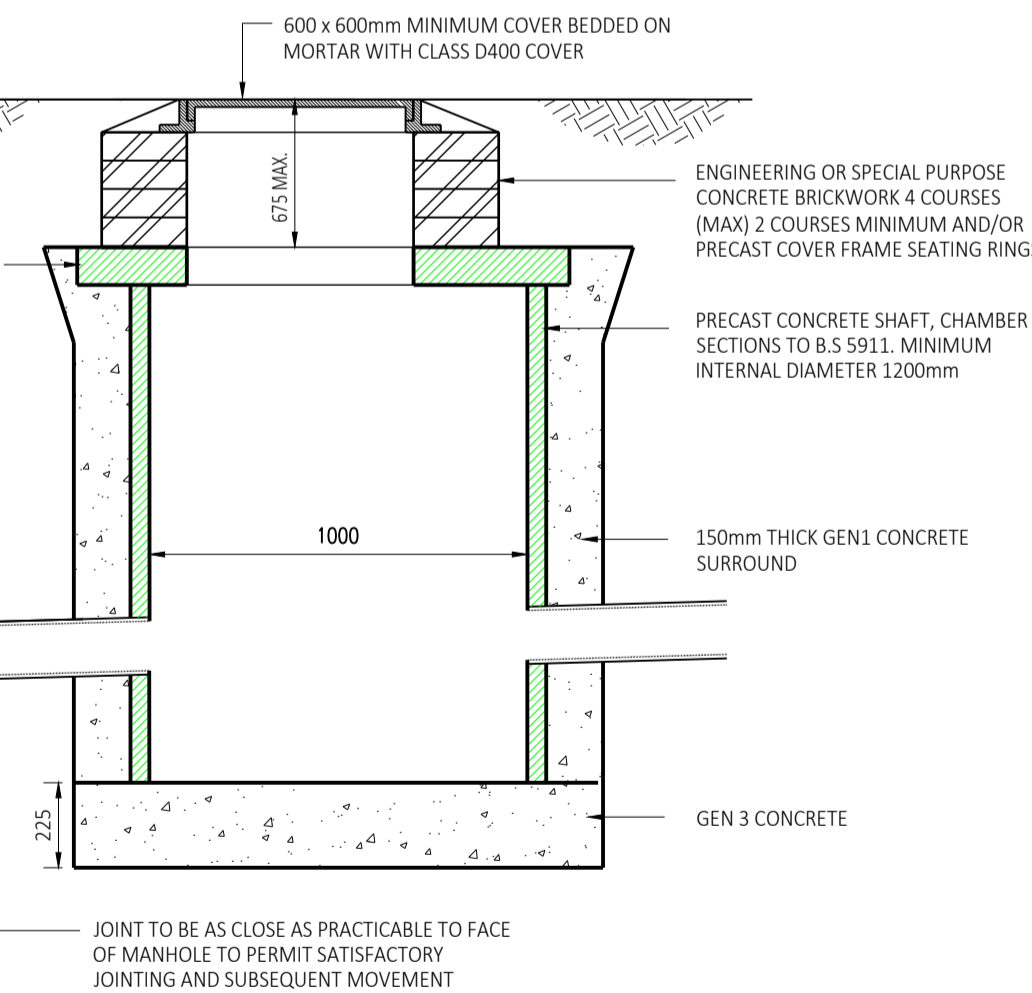 600 x 600mm MINIMUM COVER BEDDED ON
MORTAR WITH CLASS D400 COVER
675 MAX.
ENGINEERING OR SPECIAL PURPOSE
CONCRETE BRICKWORK 4 COURSES
(MAX) 2 COURSES MINIMUM AND/OR
PRECAST COVER FRAME SEATING RING
PRECAST CONCRETE SHAFT, CHAMBER
SECTIONS TO B.S 5911. MINIMUM
INTERNAL DIAMETER 1200mm
1000
150mm THICK GEN1 CONCRETE
SURROUND
225
GEN 3 CONCRETE
JOINT TO BE AS CLOSE AS PRACTICABLE TO FACE
OF MANHOLE TO PERMIT SATISFACTORY
JOINTING AND SUBSEQUENT MOVEMENT